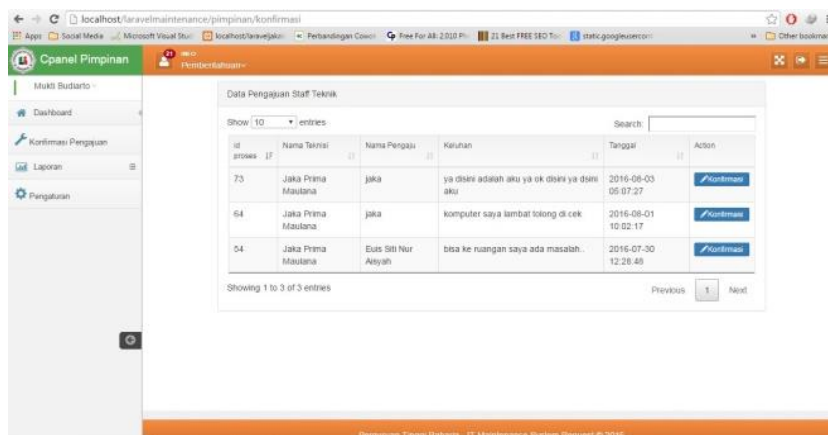 localhost/laravelmaintenance/pimpinan/konfirmasi
Apps Social Media Microsoft Visual Stud Perbandingan Free For All: 2.010 21 Best FREE SEO static.googleusercont Other bookmar
Cpanel Pimpinan
21
Pemberitahuan
Mukti Budiarto
Dashboard
Konfirmasi Pengajuan
Laporan
Pengaturan
Data Pengajuan Staff Teknik
Show 10 entries Search:
id proses Nama Teknisi Nama Pengaju Keluhan Tanggal Action
73 Jaka Prima Maulana jaka ya disini adalah aku ya ok disini ya dsini aku 2016-08-03 05:07:27 Konfirmasi
64 Jaka Prima Maulana jaka komputer saya lambat tolong di cek 2016-08-01 10:02:17 Konfirmasi
54 Jaka Prima Maulana Euis Siti Nur Aisyah bisa ke ruangan saya ada masalah.. 2016-07-30 12:28:48 Konfirmasi
Showing 1 to 3 of 3 entries
Previous 1 Next